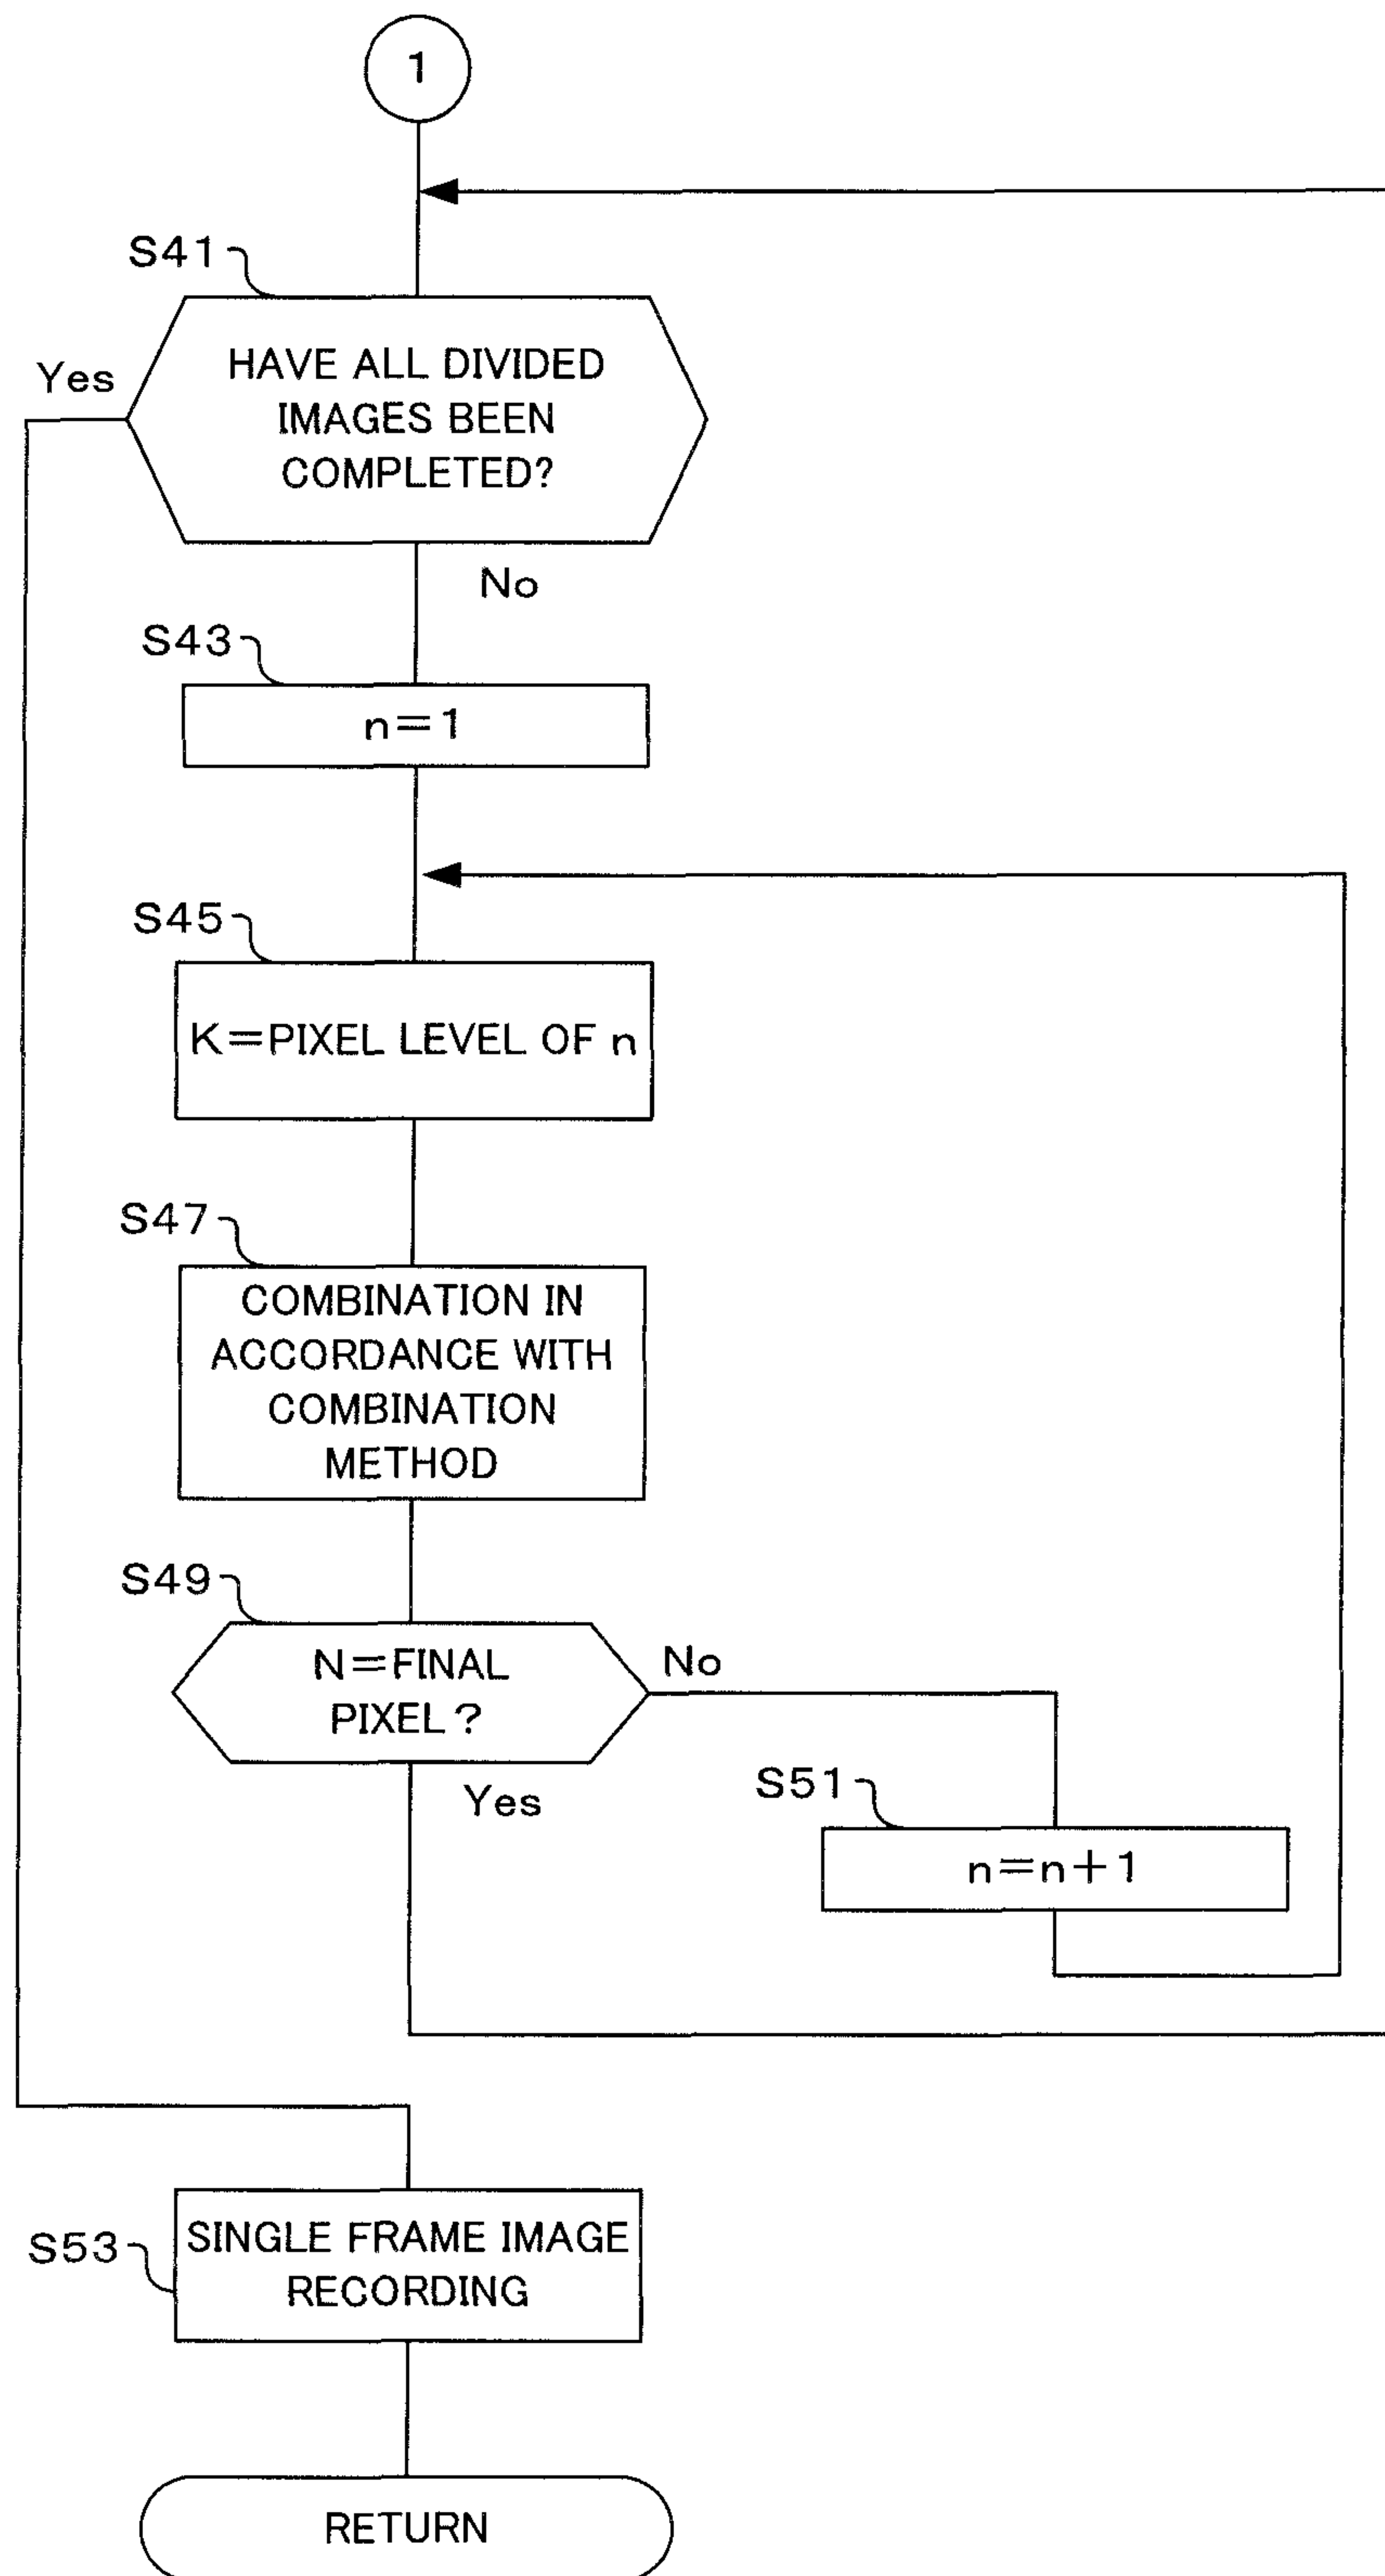 1
S41
Yes
HAVE ALL DIVIDED
IMAGES BEEN
COMPLETED?
No
S43
n=1
S45
K=PIXEL LEVEL OF n
S47
COMBINATION IN
ACCORDANCE WITH
COMBINATION
METHOD
S49
N=FINAL
PIXEL?
No
Yes
S51
n=n+1
S53
SINGLE FRAME IMAGE
RECORDING
RETURN